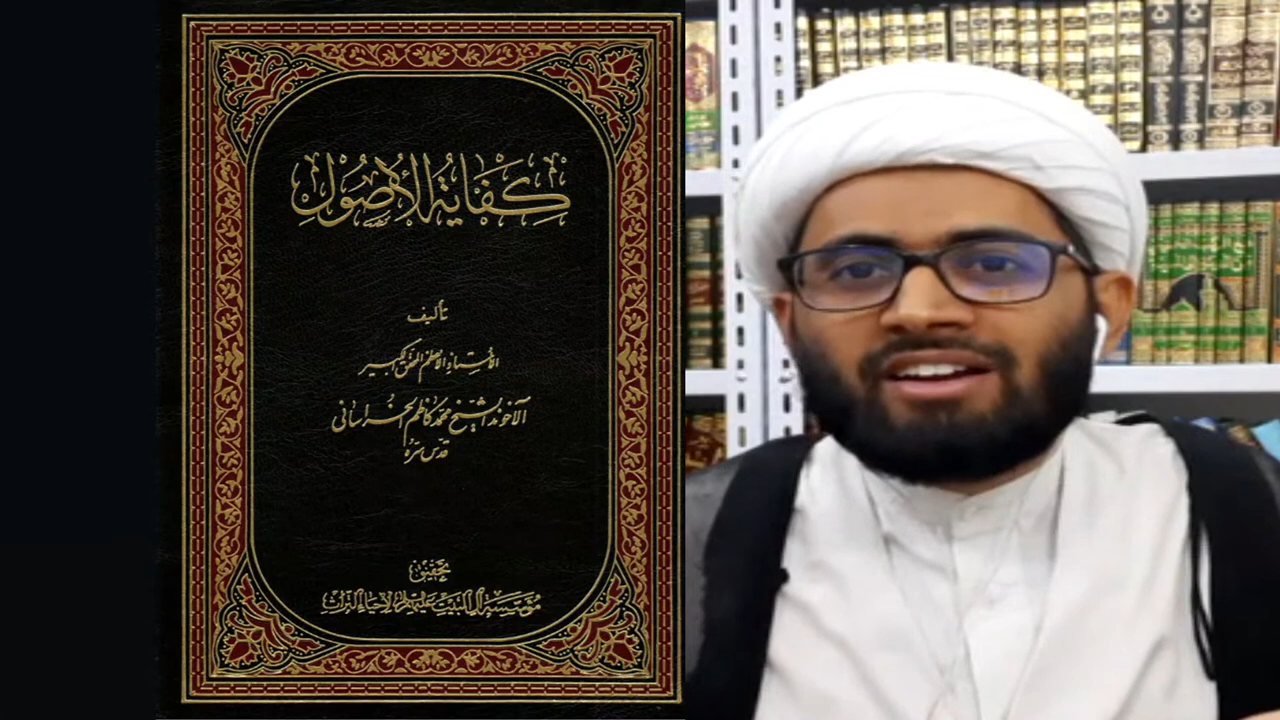 كفاية الأصول
تأليف
الأستاذ الأعظم المحقق الكبير
الآخوند الشيخ محمد كاظم الخراساني
قدس سره
تحقيق
مؤسسة آل البيت عليهم السلام لإحياء التراث